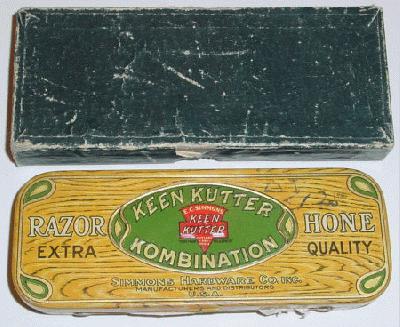 KEEN KUTTER
E.C. SIMMONS
KEEN
KUTTER
RAZOR HONE
EXTRA QUALITY
KOMBINATION
SIMMONS HARDWARE CO. INC.
MANUFACTURERS AND DISTRIBUTORS
U.S.A.